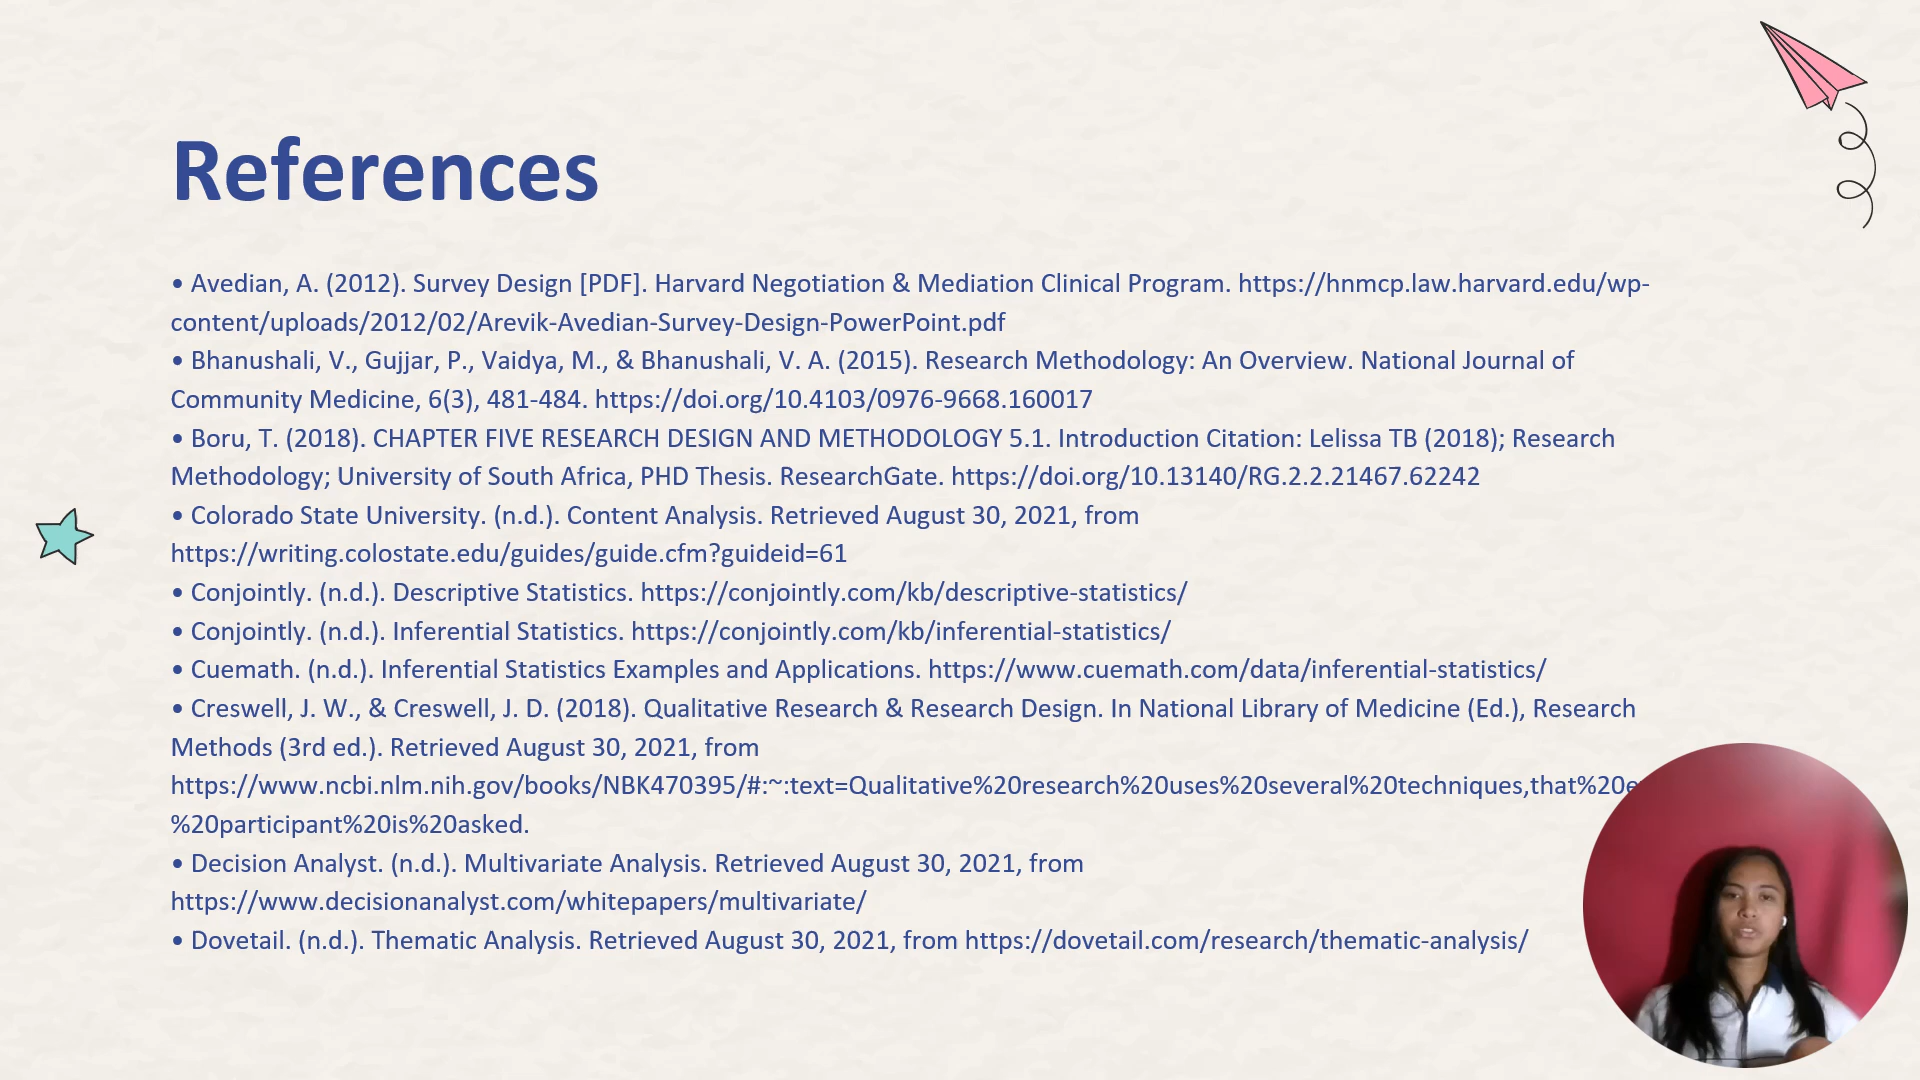 References
• Avedian, A. (2012). Survey Design [PDF]. Harvard Negotiation & Mediation Clinical Program. https://hnmcp.law.harvard.edu/wp-
content/uploads/2012/02/Arevik-Avedian-Survey-Design-PowerPoint.pdf
• Bhanushali, V., Gujjar, P., Vaidya, M., & Bhanushali, V. A. (2015). Research Methodology: An Overview. National Journal of
Community Medicine, 6(3), 481-484. https://doi.org/10.4103/0976-9668.160017
• Boru, T. (2018). CHAPTER FIVE RESEARCH DESIGN AND METHODOLOGY 5.1. Introduction Citation: Lelissa TB (2018); Research
Methodology; University of South Africa, PHD Thesis. ResearchGate. https://doi.org/10.13140/RG.2.2.21467.62242
• Colorado State University. (n.d.). Content Analysis. Retrieved August 30, 2021, from
https://writing.colostate.edu/guides/guide.cfm?guideid=61
• Conjointly. (n.d.). Descriptive Statistics. https://conjointly.com/kb/descriptive-statistics/
• Conjointly. (n.d.). Inferential Statistics. https://conjointly.com/kb/inferential-statistics/
• Cuemath. (n.d.). Inferential Statistics Examples and Applications. https://www.cuemath.com/data/inferential-statistics/
• Creswell, J. W., & Creswell, J. D. (2018). Qualitative Research & Research Design. In National Library of Medicine (Ed.), Research
Methods (3rd ed.). Retrieved August 30, 2021, from
https://www.ncbi.nlm.nih.gov/books/NBK470395/#:~:text=Qualitative%20research%20uses%20several%20techniques,that%20
%20participant%20is%20asked.
• Decision Analyst. (n.d.). Multivariate Analysis. Retrieved August 30, 2021, from
https://www.decisionanalyst.com/whitepapers/multivariate/
• Dovetail. (n.d.). Thematic Analysis. Retrieved August 30, 2021, from https://dovetail.com/research/thematic-analysis/